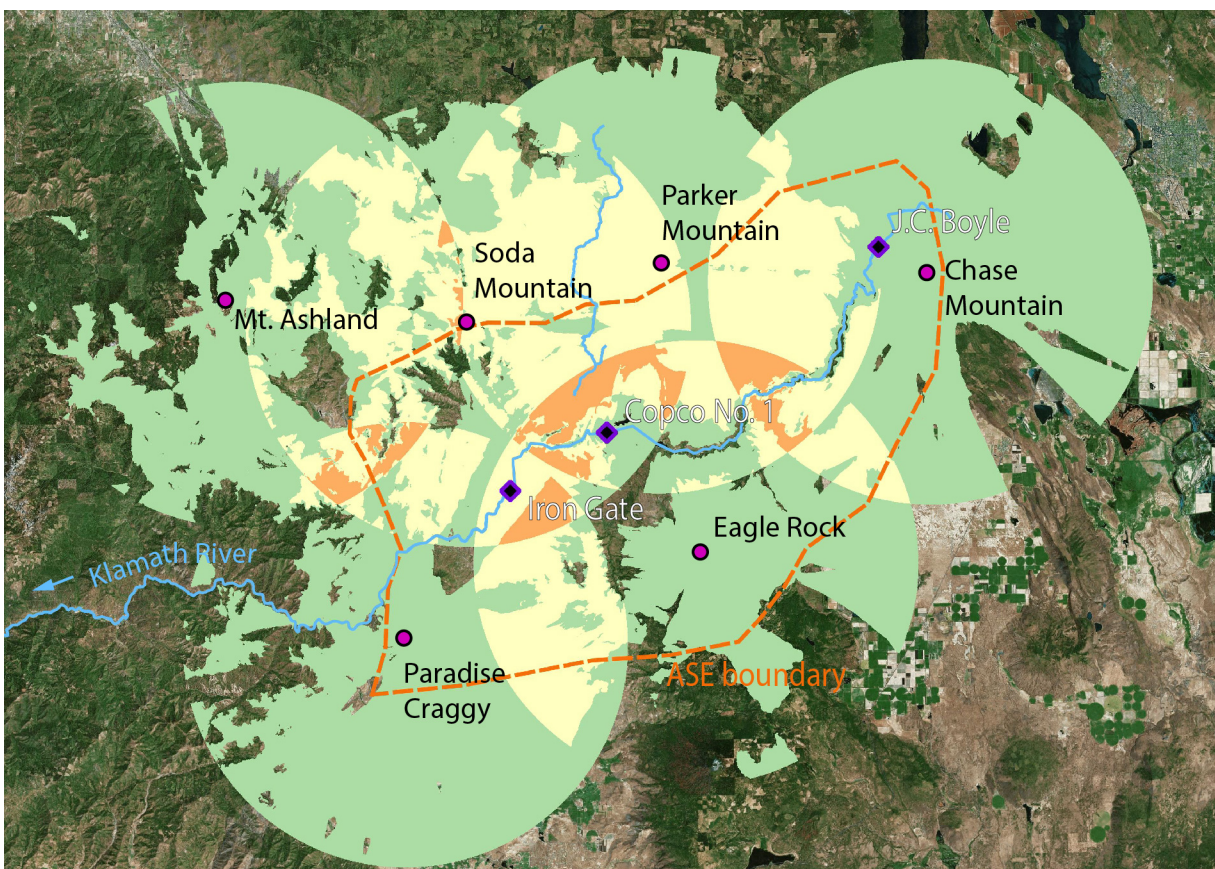 Parker
Mountain
J.C. Boyle
Soda
Mountain
Chase
Mountain
Mt. Ashland
Copco No. 1
Iron Gate
Eagle Rock
Klamath River
Paradise
Craggy
ASE boundary